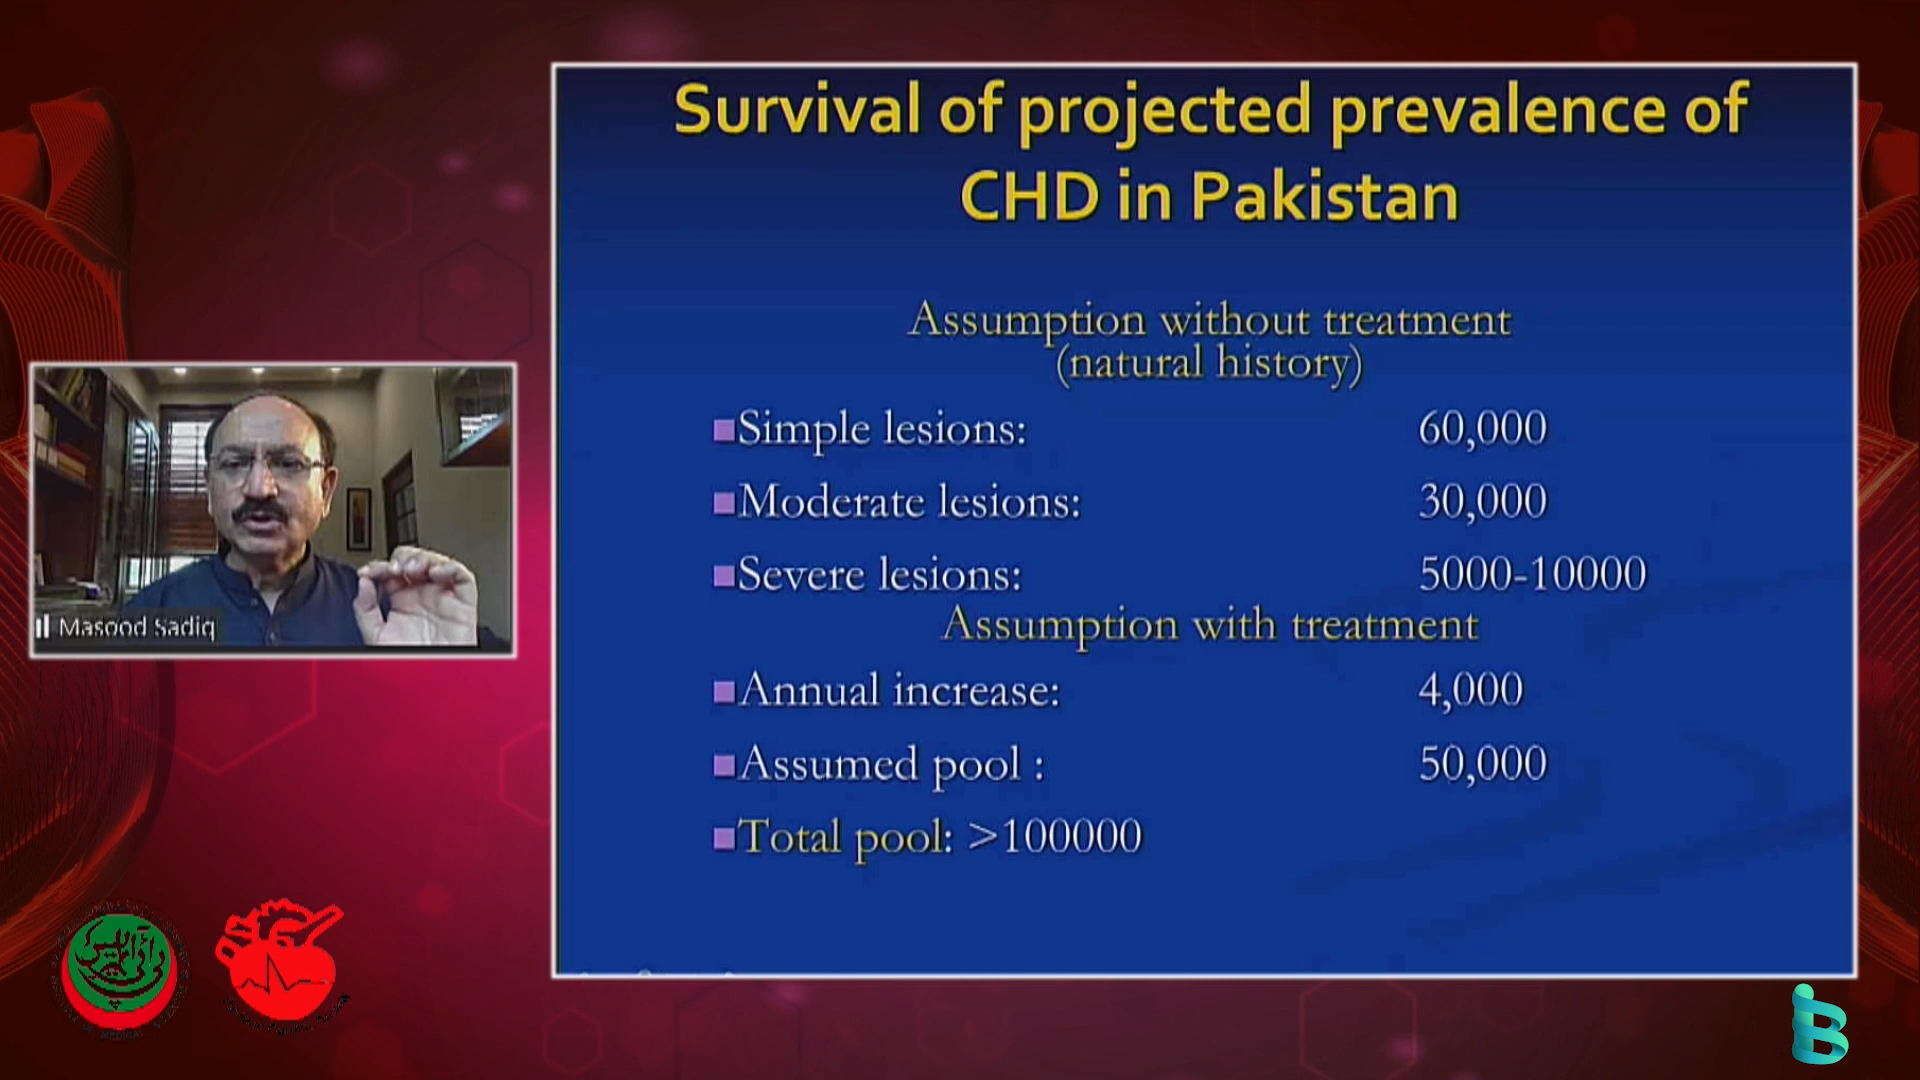 Survival of projected prevalence of
CHD in Pakistan
Assumption without treatment
(natural history)
Simple lesions: 60,000
Moderate lesions: 30,000
Severe lesions: 5000-10000
Assumption with treatment
Annual increase: 4,000
Assumed pool : 50,000
Total pool: >100000
Masood Sadiq